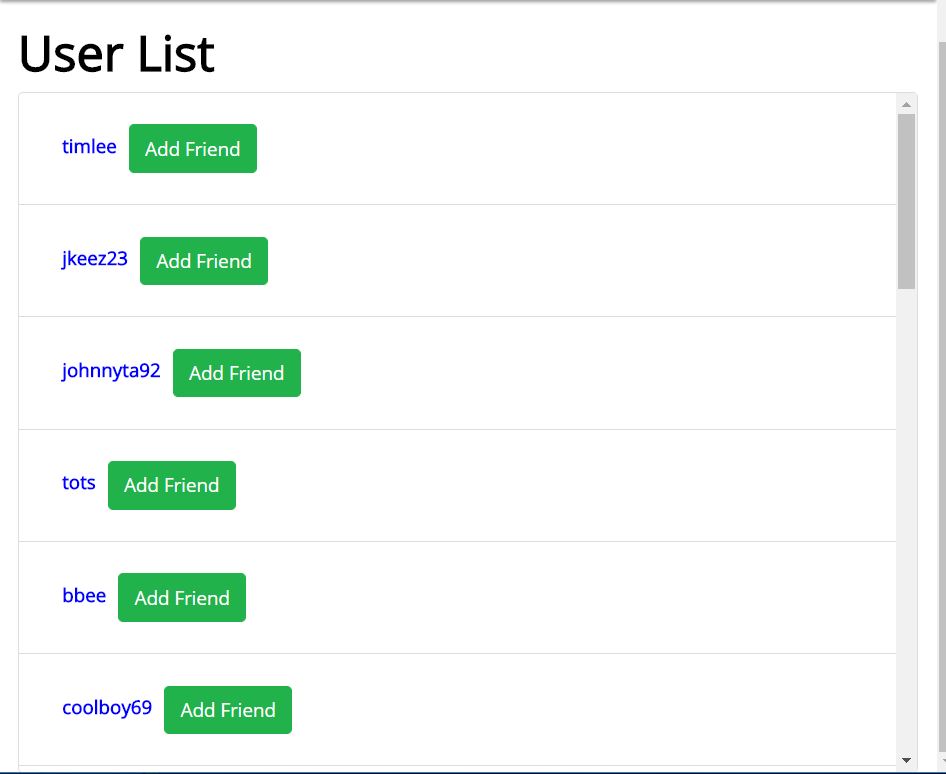 User List
timlee Add Friend
jkeez23 Add Friend
johnnyta92 Add Friend
tots Add Friend
bbee Add Friend
coolboy69 Add Friend